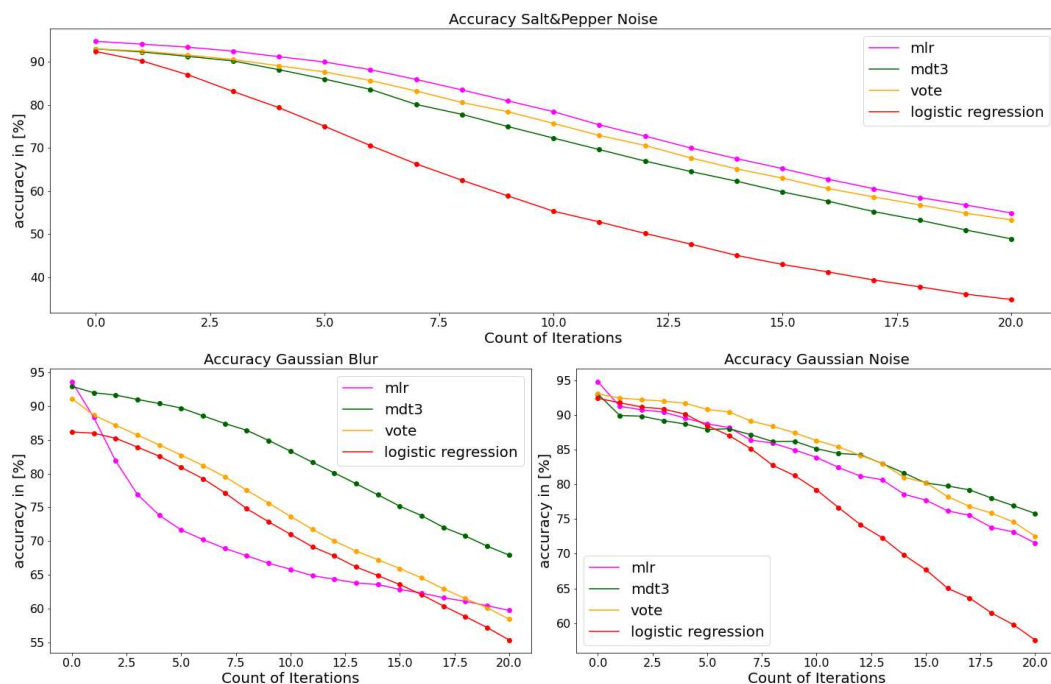 Accuracy Salt&Pepper Noise
accuracy in [%]
90
80
70
60
50
40
mlr
mdt3
vote
logistic regression
0.0 2.5 5.0 7.5 10.0 12.5 15.0 17.5 20.0
Count of Iterations
Accuracy Gaussian Blur
accuracy in [%]
95
90
85
80
75
70
65
60
55
mlr
mdt3
vote
logistic regression
0.0 2.5 5.0 7.5 10.0 12.5 15.0 17.5 20.0
Count of Iterations
Accuracy Gaussian Noise
accuracy in [%]
95
90
85
80
75
70
65
60
mlr
mdt3
vote
logistic regression
0.0 2.5 5.0 7.5 10.0 12.5 15.0 17.5 20.0
Count of Iterations